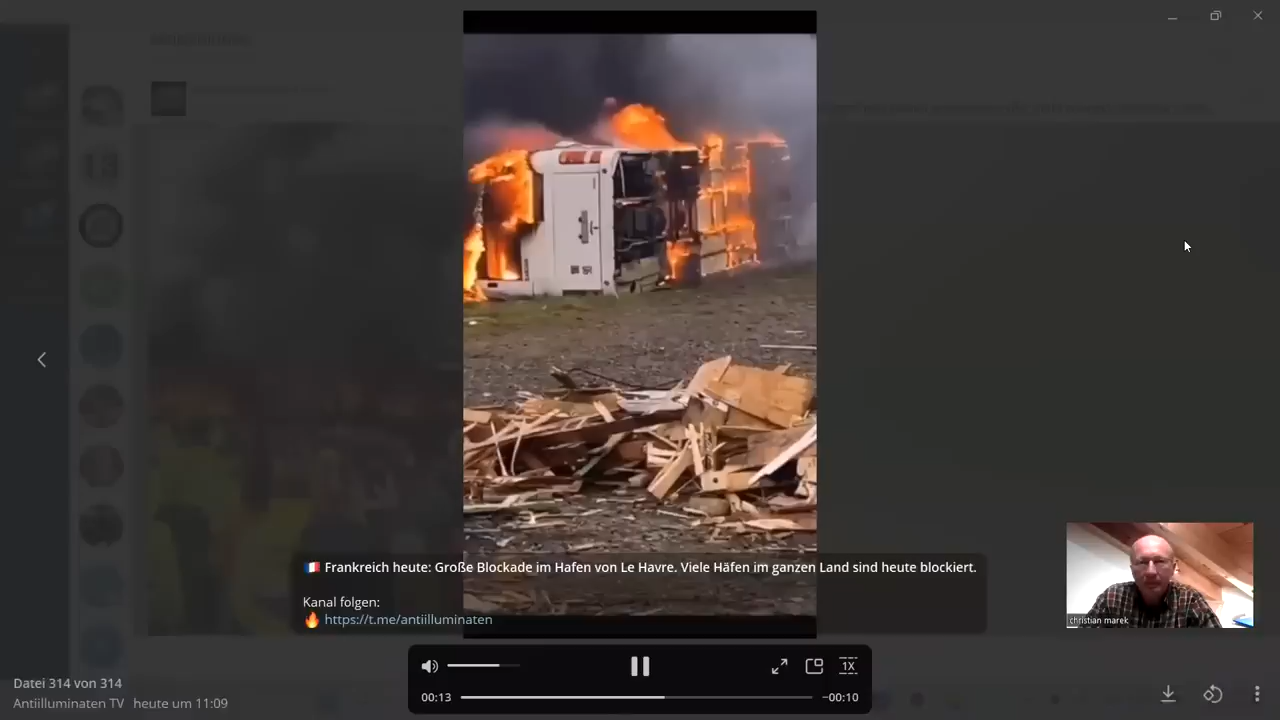 🇫🇷 Frankreich heute: Große Blockade im Hafen von Le Havre. Viele Häfen im ganzen Land sind heute blockiert.
Kanal folgen:
🔥 https://t.me/antiilluminaten
christian marek
1X
00:13
−00:10
Datei 314 von 314
Antiilluminaten TV heute um 11:09